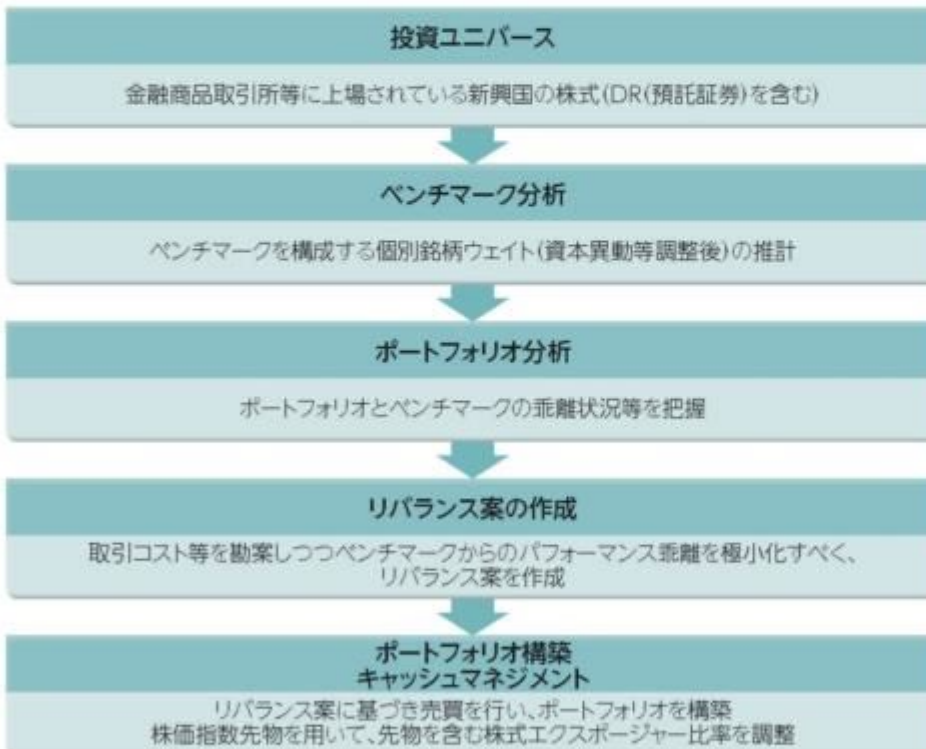 投資ユニバース
金融商品取引所等に上場されている新興国の株式(DR(預託証券)を含む)
ベンチマーク分析
ベンチマークを構成する個別銘柄ウェイト(資本異動等調整後)の推計
ポートフォリオ分析
ポートフォリオとベンチマークの乖離状況等を把握
リバランス案の作成
取引コスト等を勘案しつつベンチマークからのパフォーマンス乖離を極小化すべく、
リバランス案を作成
ポートフォリオ構築
キャッシュマネジメント
リバランス案に基づき売買を行い、ポートフォリオを構築
株価指数先物を用いて、先物を含む株式エクスポージャー比率を調整